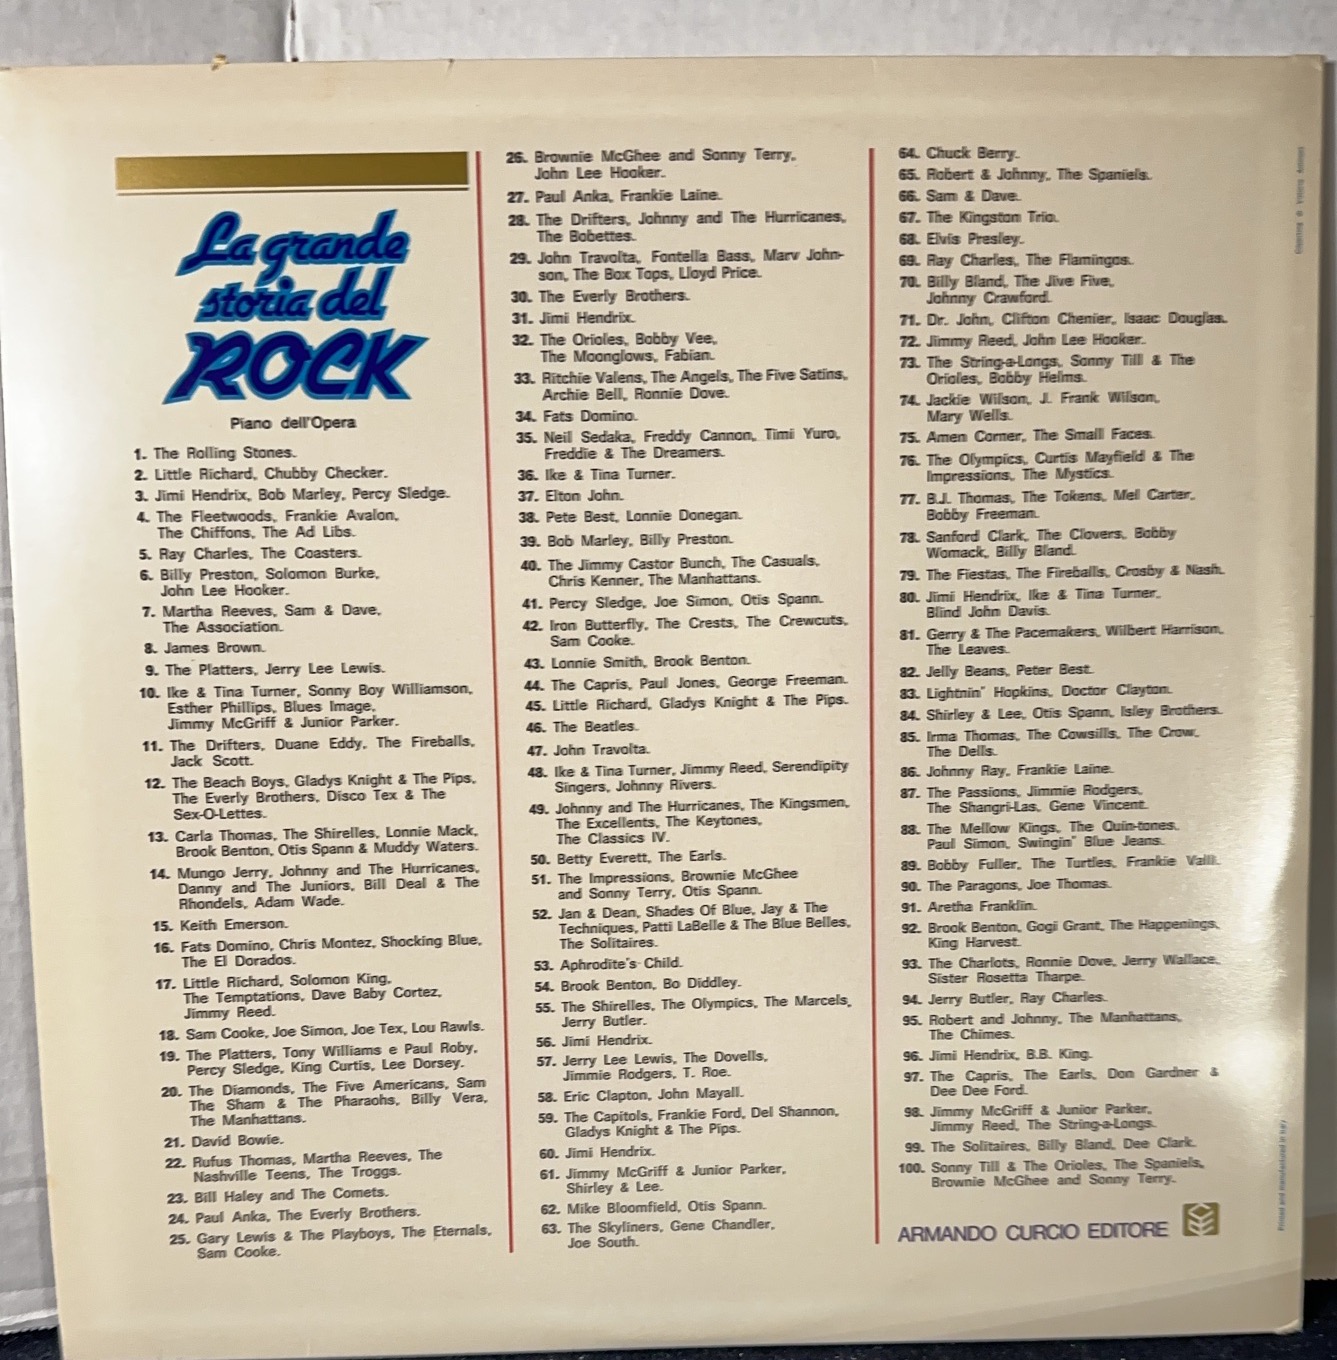 La grande
storia del
ROCK
Piano dell'Opera
1. The Rolling Stones.
2. Little Richard, Chubby Checker.
3. Jimi Hendrix, Bob Marley, Percy Sledge.
4. The Fleetwoods, Frankie Avalon,
The Chiffons, The Ad Libs.
5. Ray Charles, The Coasters.
6. Billy Preston, Solomon Burke,
John Lee Hooker.
7. Martha Reeves, Sam & Dave,
The Association.
8. James Brown.
9. The Platters, Jerry Lee Lewis.
10. Ike & Tina Turner, Sonny Boy Williamson,
Esther Phillips, Blues Image,
Jimmy McGriff & Junior Parker.
11. The Drifters, Duane Eddy, The Fireballs,
Jack Scott.
12. The Beach Boys, Gladys Knight & The Pips,
The Everly Brothers, Disco Tex & The
Sex-O-Lettes.
13. Carla Thomas, The Shirelles, Lonnie Mack,
Brook Benton, Otis Spann & Muddy Waters.
14. Mungo Jerry, Johnny and The Hurricanes,
Danny and The Juniors, Bill Deal & The
Rhondels, Adam Wade.
15. Keith Emerson.
16. Fats Domino, Chris Montez, Shocking Blue,
The El Dorados.
17. Little Richard, Solomon King,
The Temptations, Dave Baby Cortez,
Jimmy Reed.
18. Sam Cooke, Joe Simon, Joe Tex, Lou Rawls.
19. The Platters, Tony Williams e Paul Roby,
Percy Sledge, King Curtis, Lee Dorsey.
20. The Diamonds, The Five Americans, Sam
The Sham & The Pharaohs, Billy Vera,
The Manhattans.
21. David Bowie.
22. Rufus Thomas, Martha Reeves, The
Nashville Teens, The Troggs.
23. Bill Haley and The Comets.
24. Paul Anka, The Everly Brothers.
25. Gary Lewis & The Playboys, The Eternals,
Sam Cooke.
26. Brownie McGhee and Sonny Terry,
John Lee Hooker.
27. Paul Anka, Frankie Laine.
28. The Drifters, Johnny and The Hurricanes,
The Bobettes.
29. John Travolta, Fontella Bass, Marv John-
son, The Box Tops, Lloyd Price.
30. The Everly Brothers.
31. Jimi Hendrix.
32. The Orioles, Bobby Vee,
The Moonglows, Fabian.
33. Ritchie Valens, The Angels, The Five Satins,
Archie Bell, Ronnie Dove.
34. Fats Domino.
35. Neil Sedaka, Freddy Cannon, Timi Yuro,
Freddie & The Dreamers.
36. Ike & Tina Turner.
37. Elton John.
38. Pete Best, Lonnie Donegan.
39. Bob Marley, Billy Preston.
40. The Jimmy Castor Bunch, The Casuals,
Chris Kenner, The Manhattans.
41. Percy Sledge, Joe Simon, Otis Spann.
42. Iron Butterfly, The Crests, The Crewcuts,
Sam Cooke.
43. Lonnie Smith, Brook Benton.
44. The Capris, Paul Jones, George Freeman.
45. Little Richard, Gladys Knight & The Pips.
46. The Beatles.
47. John Travolta.
48. Ike & Tina Turner, Jimmy Reed, Serendipity
Singers, Johnny Rivers.
49. Johnny and The Hurricanes, The Kingsmen,
The Excellents, The Keytones,
The Classics IV.
50. Betty Everett, The Earls.
51. The Impressions, Brownie McGhee
and Sonny Terry, Otis Spann.
52. Jan & Dean, Shades Of Blue, Jay & The
Techniques, Patti LaBelle & The Blue Belles,
The Solitaires.
53. Aphrodite's Child.
54. Brook Benton, Bo Diddley.
55. The Shirelles, The Olympics, The Marcels,
Jerry Butler.
56. Jimi Hendrix.
57. Jerry Lee Lewis, The Dovells,
Jimmie Rodgers, T. Roe.
58. Eric Clapton, John Mayall.
59. The Capitols, Frankie Ford, Del Shannon,
Gladys Knight & The Pips.
60. Jimi Hendrix.
61. Jimmy McGriff & Junior Parker,
Shirley & Lee.
62. Mike Bloomfield, Otis Spann.
63. The Skyliners, Gene Chandler,
Joe South.
64. Chuck Berry.
65. Robert & Johnny, The Spaniels.
66. Sam & Dave.
67. The Kingston Trio.
68. Elvis Presley.
69. Ray Charles, The Flamingos.
70. Billy Bland, The Jive Five,
Johnny Crawford.
71. Dr. John, Clifton Chenier, Isaac Douglas.
72. Jimmy Reed, John Lee Hooker.
73. The String-a-Longs, Sonny Till & The
Orioles, Bobby Helms.
74. Jackie Wilson, J. Frank Wilson,
Mary Wells.
75. Amen Corner, The Small Faces.
76. The Olympics, Curtis Mayfield & The
Impressions, The Mystics.
77. B.J. Thomas, The Tokens, Mel Carter,
Bobby Freeman.
78. Sanford Clark, The Clovers, Bobby
Womack, Billy Bland.
79. The Fiestas, The Fireballs, Crosby & Nash.
80. Jimi Hendrix, Ike & Tina Turner,
Blind John Davis.
81. Gerry & The Pacemakers, Wilbert Harrison,
The Leaves.
82. Jelly Beans, Peter Best.
83. Lightnin' Hopkins, Doctor Clayton.
84. Shirley & Lee, Otis Spann, Isley Brothers.
85. Irma Thomas, The Cowsills, The Crow,
The Dells.
86. Johnny Ray, Frankie Laine.
87. The Passions, Jimmie Rodgers,
The Shangri-Las, Gene Vincent.
88. The Mellow Kings, The Quin-tones,
Paul Simon, Swingin' Blue Jeans.
89. Bobby Fuller, The Turtles, Frankie Valli.
90. The Paragons, Joe Thomas.
91. Aretha Franklin.
92. Brook Benton, Gogi Grant, The Happenings,
King Harvest.
93. The Charlots, Ronnie Dove, Jerry Wallace,
Sister Rosetta Tharpe.
94. Jerry Butler, Ray Charles.
95. Robert and Johnny, The Manhattans,
The Chimes.
96. Jimi Hendrix, B.B. King.
97. The Capris, The Earls, Don Gardner &
Dee Dee Ford.
98. Jimmy McGriff & Junior Parker,
Jimmy Reed, The String-a-Longs.
99. The Solitaires, Billy Bland, Dee Clark.
100. Sonny Till & The Orioles, The Spaniels,
Brownie McGhee and Sonny Terry.
ARMANDO CURCIO EDITORE
Printed and manufactured in Italy